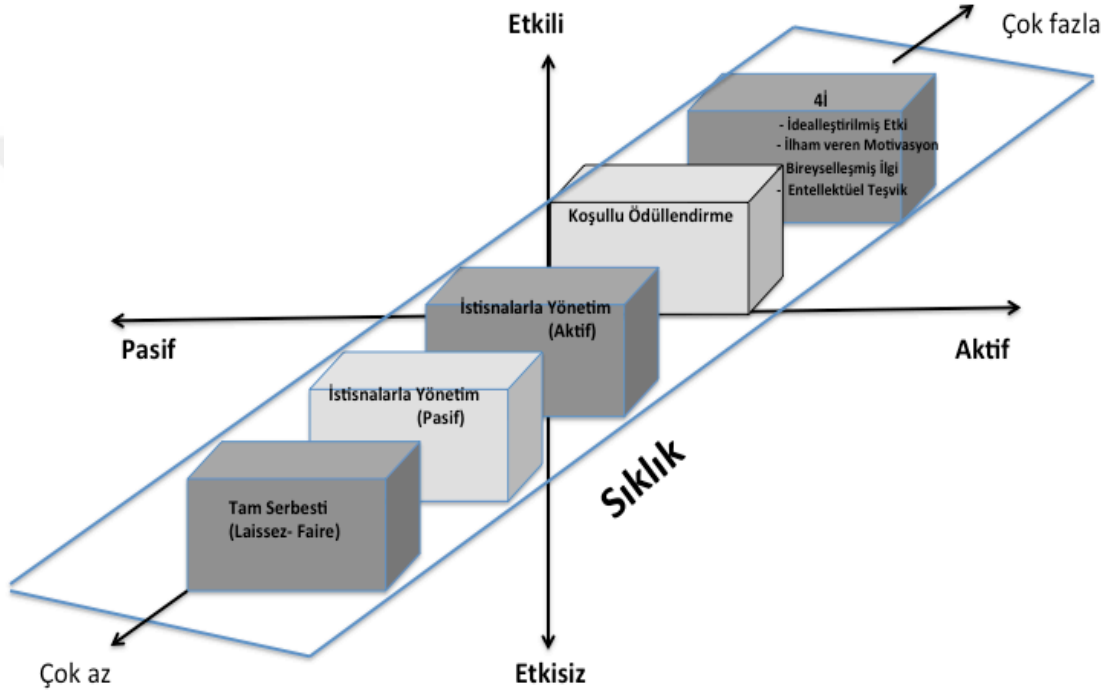 Etkili
Çok fazla
4İ
- İdealleştirilmiş Etki
- İlham veren Motivasyon
Bireyselleşmiş İlgi
- Entellektüel Teşvik
Koşullu Ödüllendirme
İstisnalarla Yönetim
(Aktif)
Pasif
Aktif
İstisnalarla Yönetim
(Pasif)
Sıklık
Tam Serbesti
(Laissez- Faire)
Çok az
Etkisiz